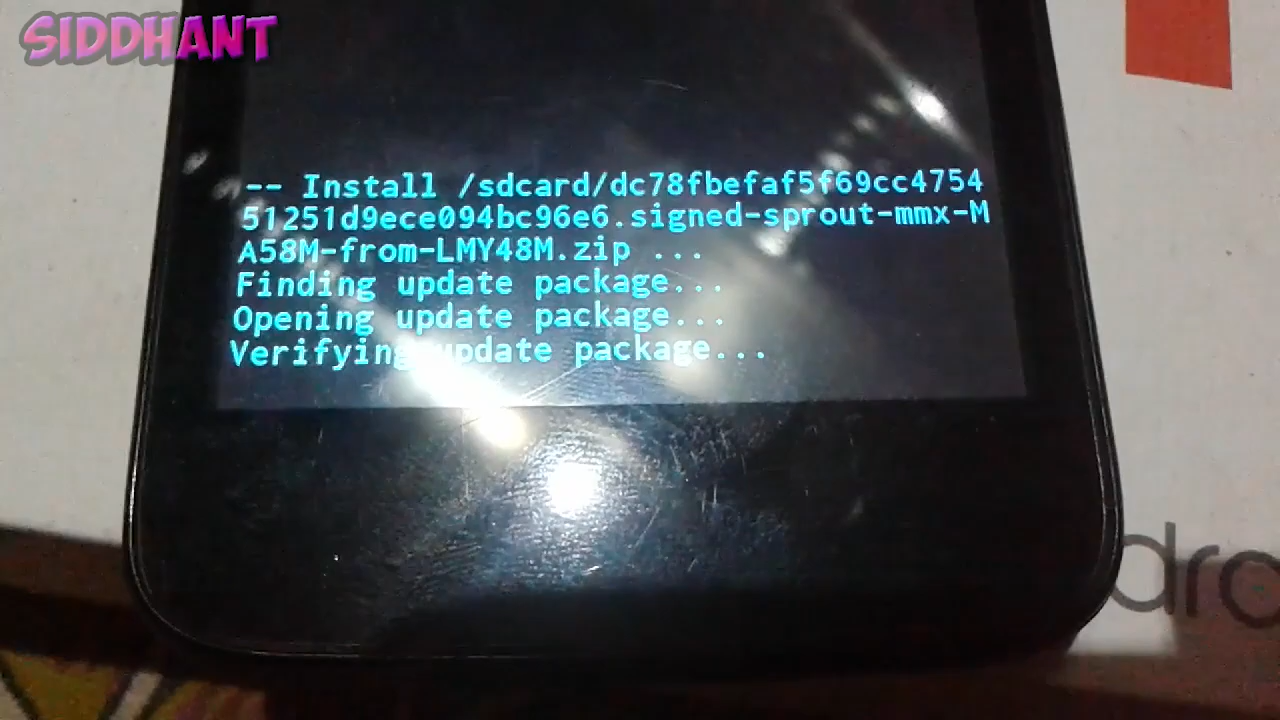 SIDDHANT
-- Install /sdcard/dc78fbefaf5f69cc4754
51251d9ece094bc96e6.signed-sprout-mmx-M
A58M-from-LMY48M.zip ...
Finding update package...
Opening update package...
Verifying update package...
dro